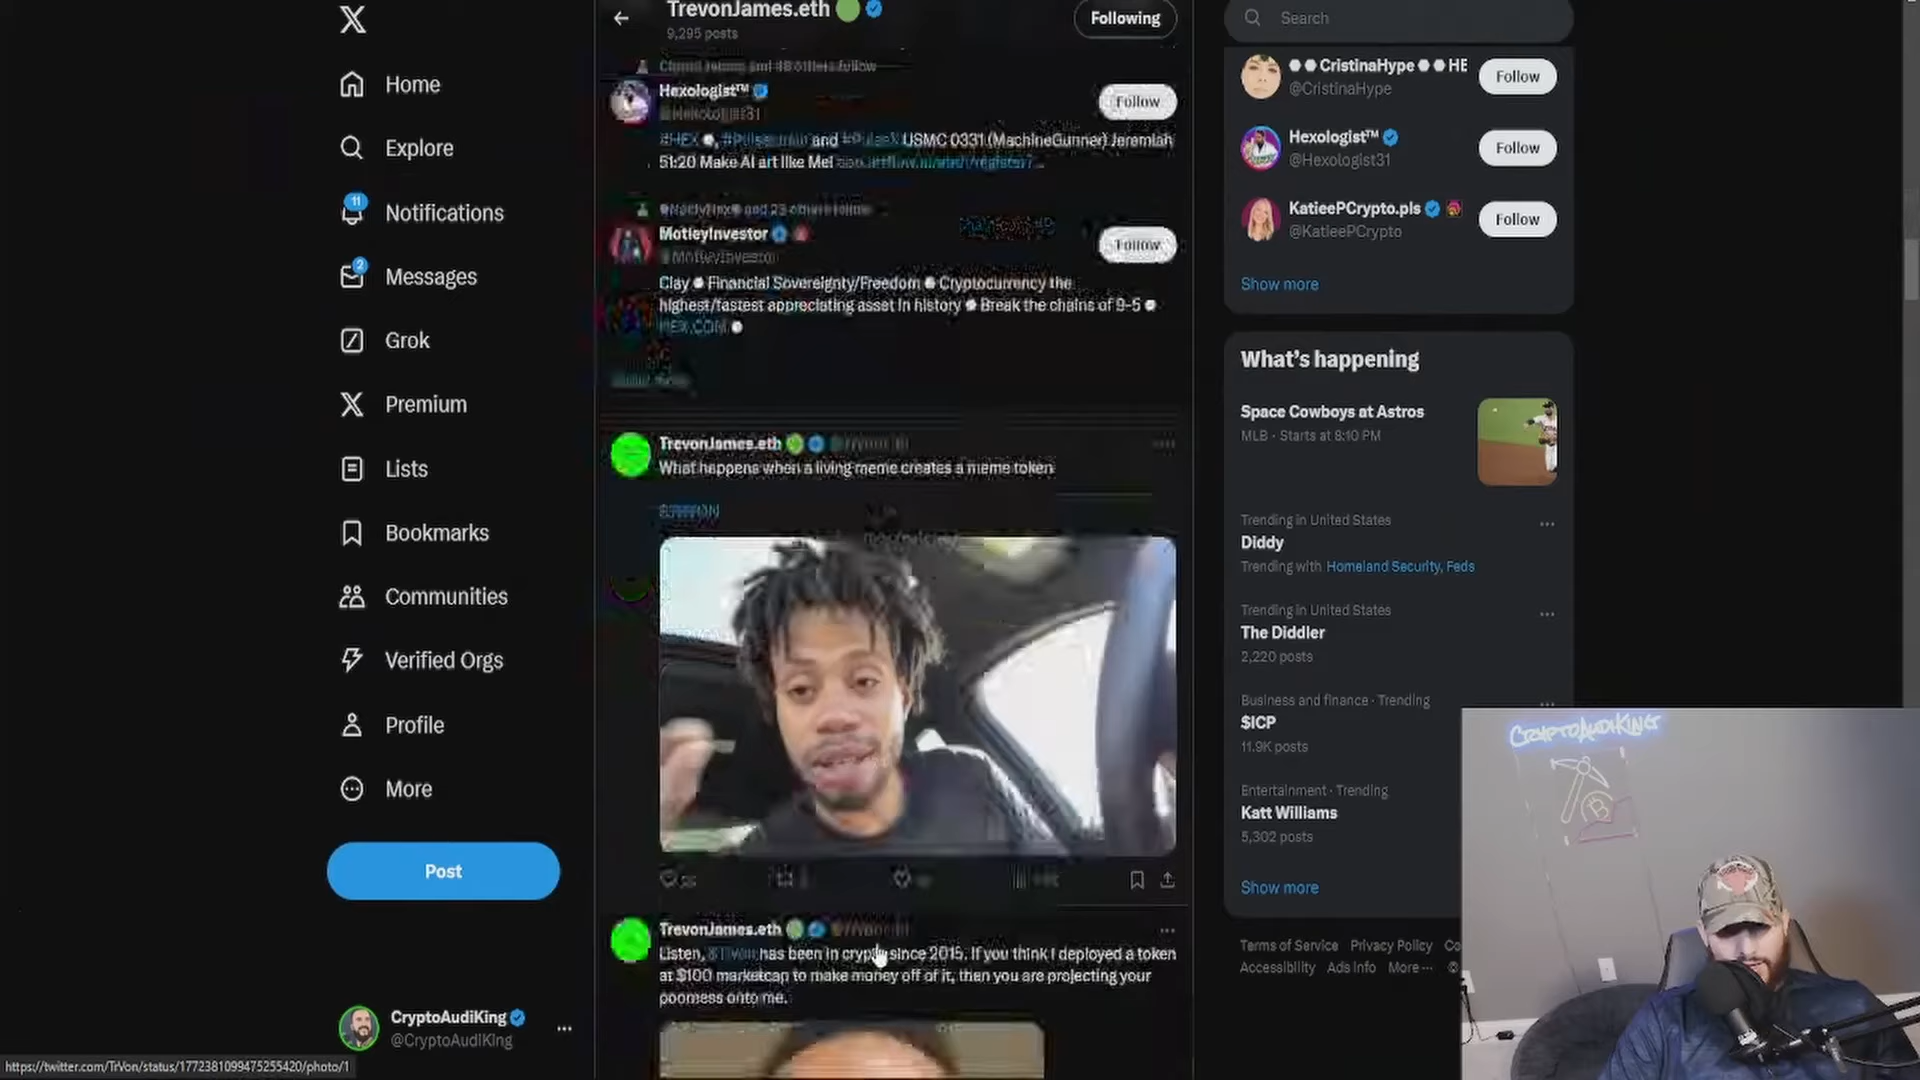 Home
Explore
11
Notifications
2
Messages
Grok
Premium
Lists
Bookmarks
Communities
Verified Orgs
Profile
More
Post
CryptoAudiKing
@CryptoAudiKing
https://twitter.com/TrVon/status/1772381099475255420/photo/1
TrevonJames.eth
9,295 posts
Following
Hexologist™
Follow
and USMC 0331 (MachineGunner) Jeremiah
51:20 Make AI art like Me!
MotleyInvestor
@MotleyInvestor
Follow
Clay Financial Sovereignty/Freedom Cryptocurrency the
highest/fastest appreciating asset in history Break the chains of 9-5
HEX.COM
TrevonJames.eth
What happens when a living meme creates a meme token
TrevonJames.eth
Listen, has been in crypto since 2015. If you think I deployed a token
at $100 marketcap to make money off of it, then you are projecting your
poorness onto me.
Search
CristinaHype HE
@CristinaHype
Follow
Hexologist™
@Hexologist31
Follow
KatieePCrypto.pls
@KatieePCrypto
Follow
Show more
What's happening
Space Cowboys at Astros
MLB · Starts at 8:10 PM
Trending in United States
Diddy
Trending with Homeland Security, Feds
Trending in United States
The Diddler
2,220 posts
Business and finance · Trending
$ICP
11.9K posts
Entertainment · Trending
Katt Williams
5,302 posts
Show more
Terms of Service Privacy Policy Co
Accessibility Ads info More ··· ©
CRYPTOAUDIKING